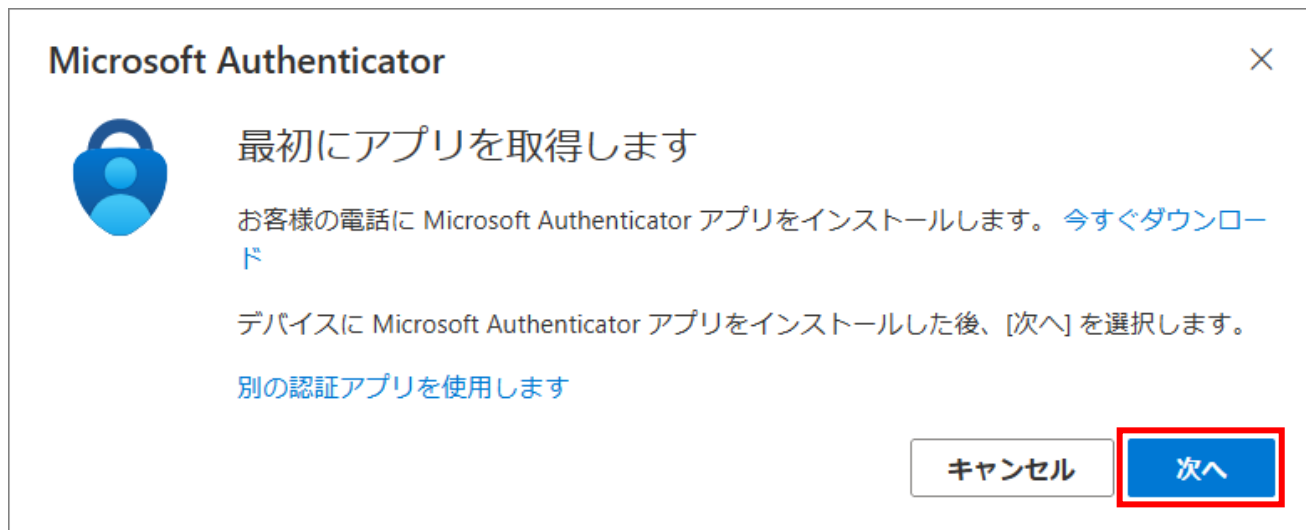 Microsoft Authenticator
最初にアプリを取得します
お客様の電話に Microsoft Authenticator アプリをインストールします。 今すぐダウンロー
ド
デバイスに Microsoft Authenticator アプリをインストールした後、[次へ] を選択します。
別の認証アプリを使用します
キャンセル
次へ